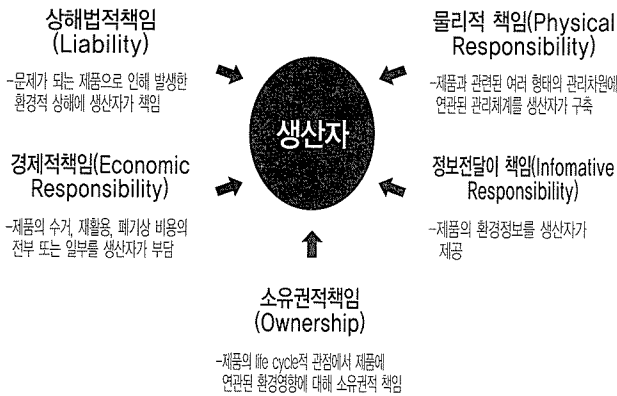 상해법적책임
(Liability)
-문제가 되는 제품으로 인해 발생한
환경적 상해에 생산자가 책임
물리적 책임(Physical
Responsibility)
-제품과 관련된 여러 형태의 관리차원에
연관된 관리체계를 생산자가 구축
생산자
경제적책임(Economic
Responsibility)
-제품의 수거, 재활용, 폐기상 비용의
전부 또는 일부를 생산자가 부담
정보전달이 책임(Infomative
Responsibility)
-제품의 환경정보를 생산자가
제공
소유권적책임
(Ownership)
-제품의 life cycle적 관점에서 제품에
연관된 환경영향에 대해 소유권적 책임